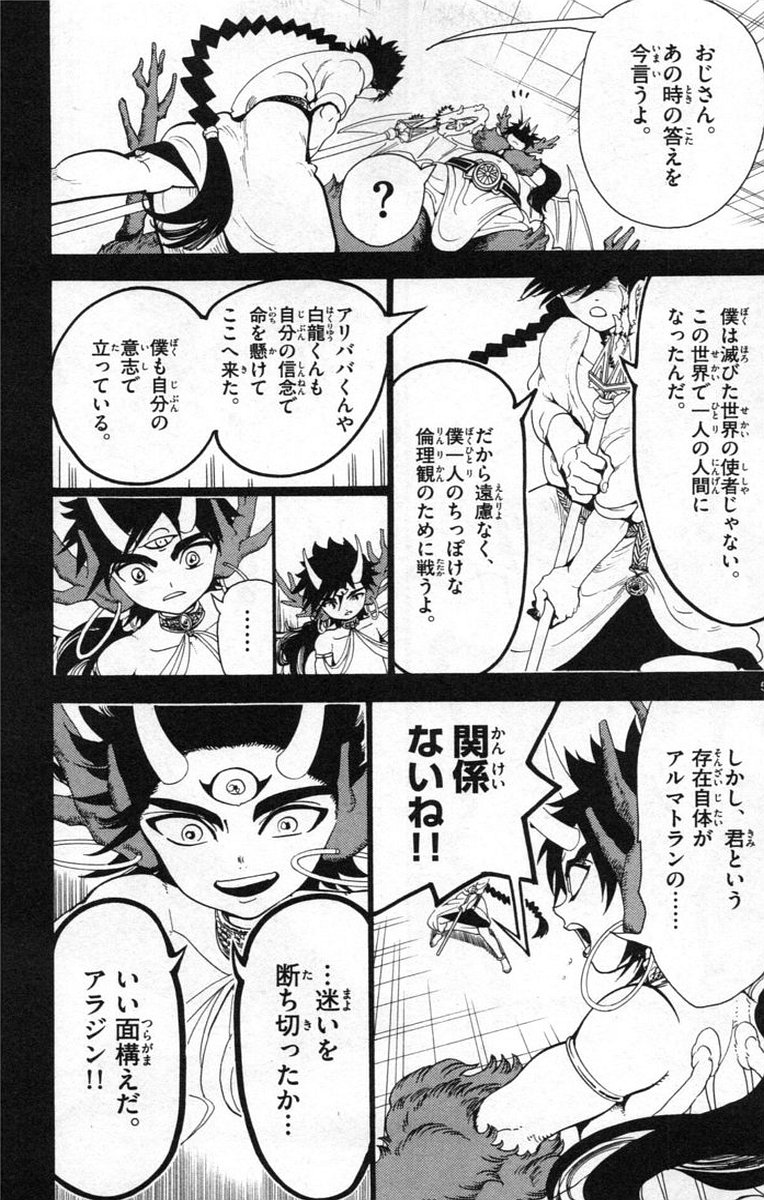 おじさん。
あの時の答えを
今言うよ。
?
僕は滅びた世界の使者じゃない。
この世界で一人の人間に
なったんだ。
だから遠慮なく、
僕一人のちっぽけな
倫理観のために戦うよ。
アリババくんや
白龍くんも
自分の信念で
命を懸けて
ここへ来た。
僕も自分の
意志で
立っている。
……
しかし、君という
存在自体が
アルマトランの……
関係
ないね!!
…迷いを
断ち切ったか…
いい面構えだ。
アラジン!!